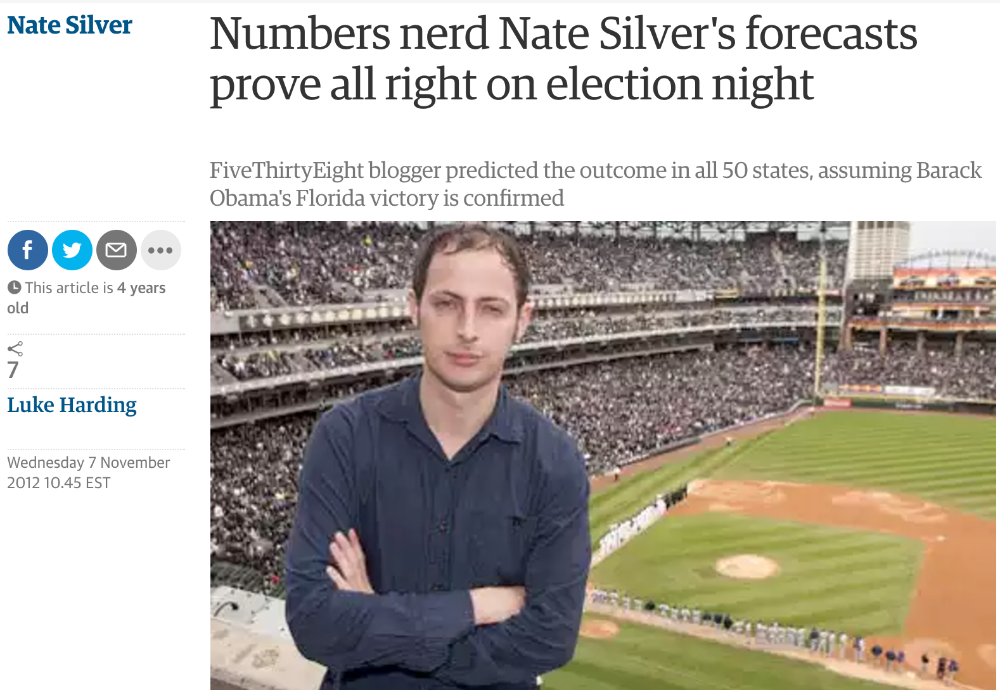 Nate Silver
Numbers nerd Nate Silver's forecasts
prove all right on election night
FiveThirtyEight blogger predicted the outcome in all 50 states, assuming Barack
Obama's Florida victory is confirmed
This article is 4 years
old
7
Luke Harding
Wednesday 7 November
2012 10.45 EST